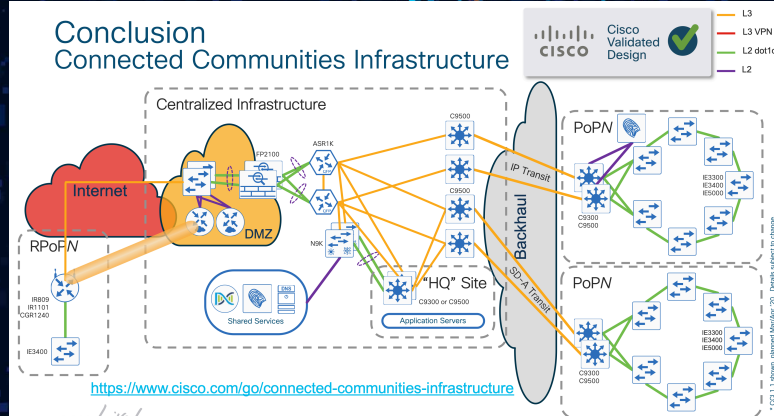 Conclusion
Connected Communities Infrastructure
CISCO
Cisco
Validated
Design
L3
L3 VPN
L2 dot1q
L2
Centralized Infrastructure
Internet
FP2100
DMZ
ASR1K
N9K
C9500
C9500
IP Transit
SD-A Transit
Backhaul
"HQ" Site
C9300 or C9500
Application Servers
DNS
Shared Services
RPoPN
IR809
IR1101
CGR1240
IE3400
PoPN
C9300
C9500
IE3300
IE3400
IE5000
PoPN
C9300
C9500
IE3300
IE3400
IE5000
https://www.cisco.com/go/connected-communities-infrastructure